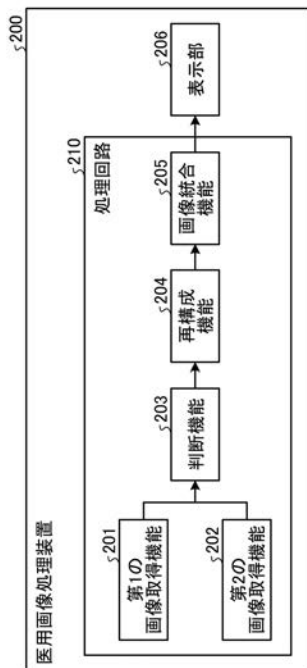 医用画像処理装置
200
処理回路
210
第1の
画像取得機能
201
第2の
画像取得機能
202
判断機能
203
再構成
機能
204
画像統合
機能
205
表示部
206